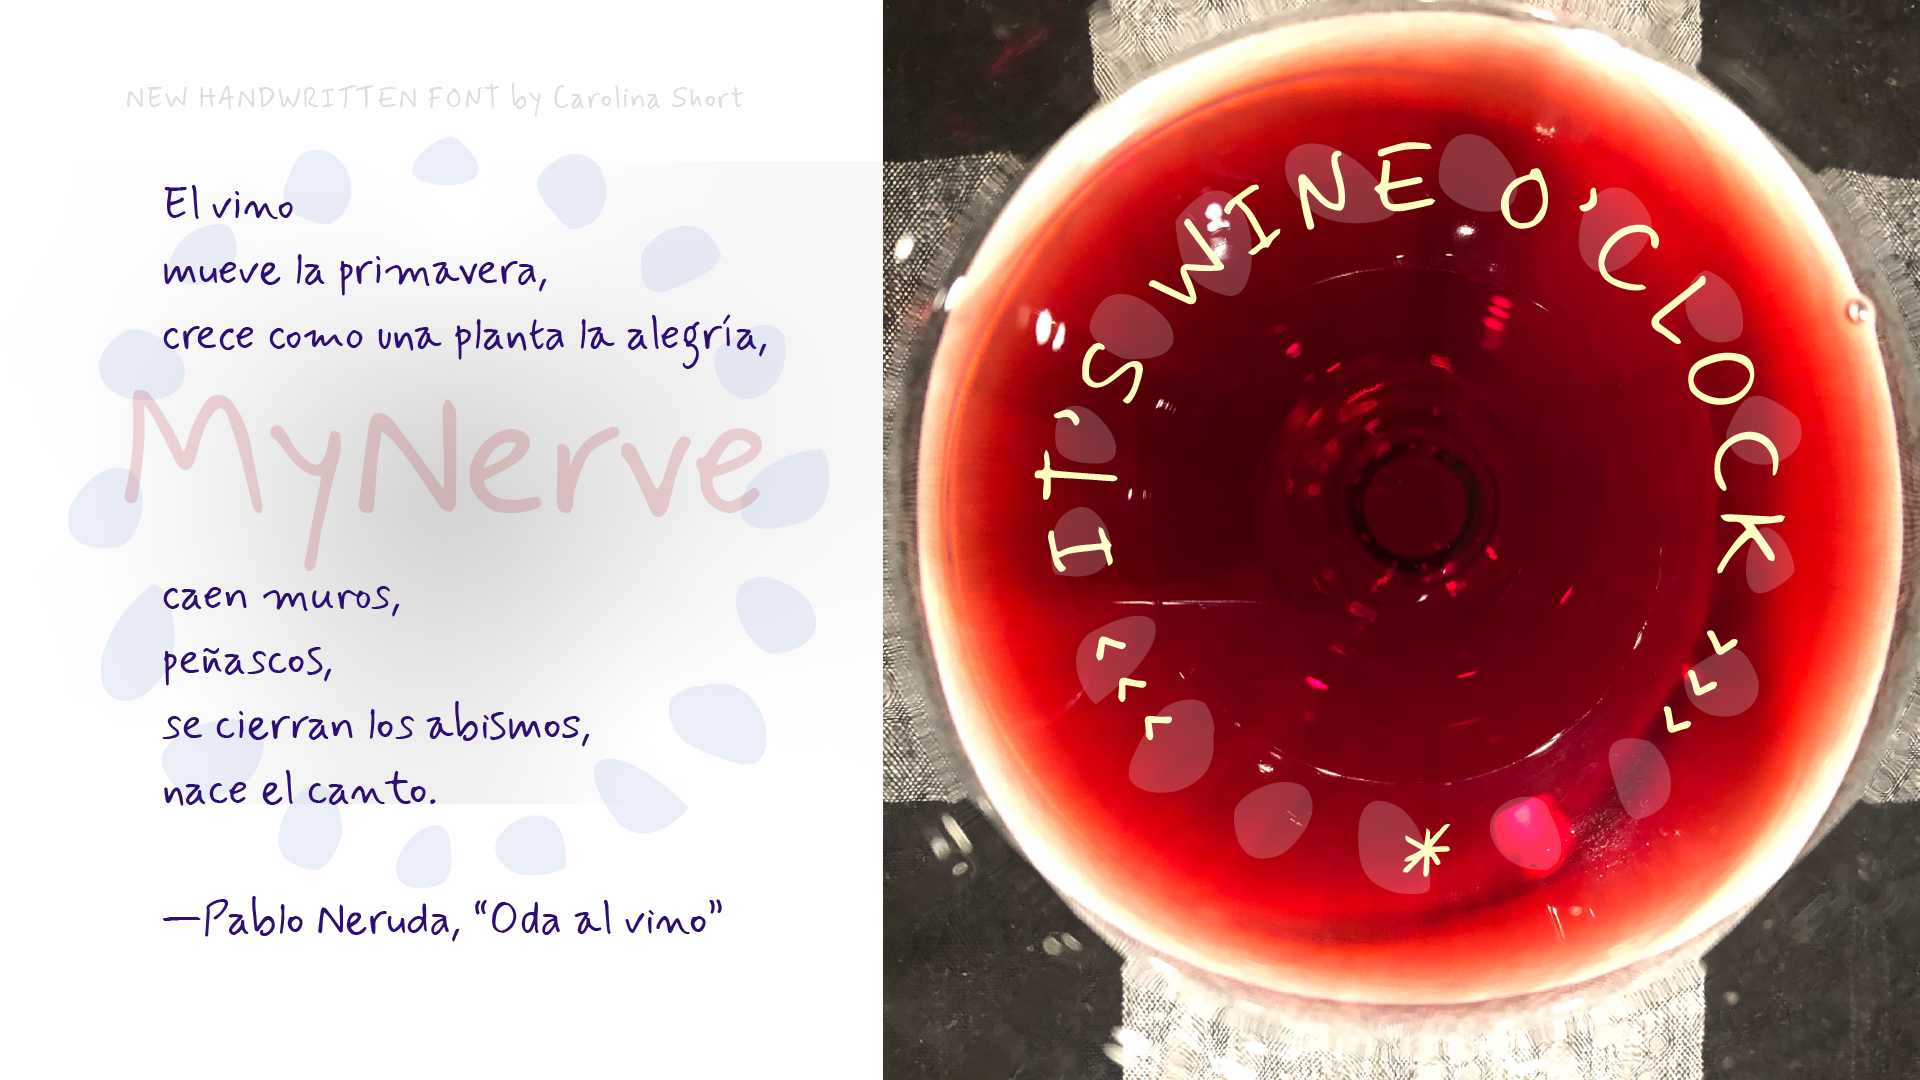 NEW HANDWRITTEN FONT by Carolina Short
El vino
mueve la primavera,
crece como una planta la alegría,
MyNerve
caen muros,
peñascos,
se cierran los abismos,
nace el canto.
—Pablo Neruda, “Oda al vino”
>>> IT’S WINE O’CLOCK >>>
*